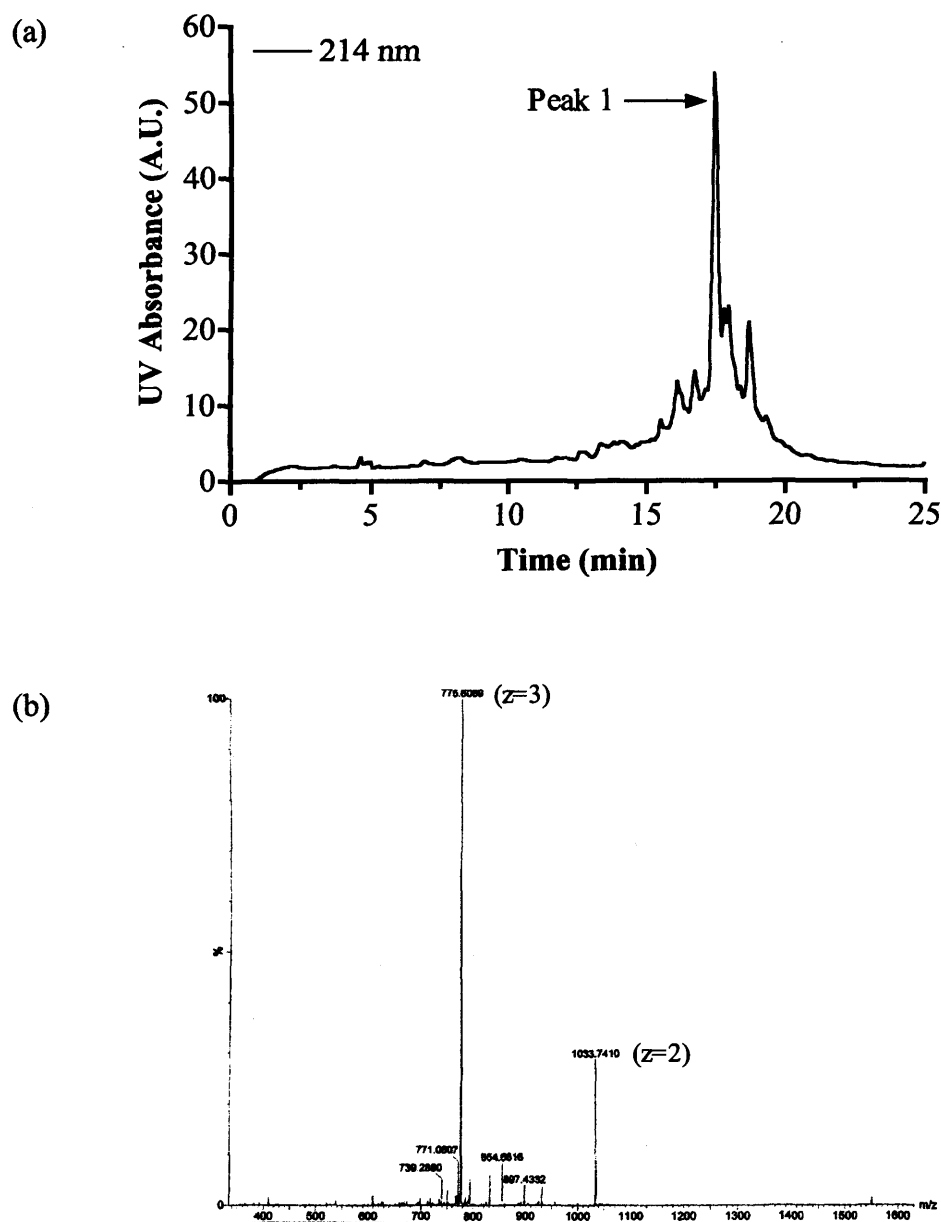 (a)
214 nm
Peak 1
UV Absorbance (A.U.)
60
50
40
30
20
10
0
0 5 10 15 20 25
Time (min)
(b)
100
775.6089 (z=3)
%
1033.7410 (z=2)
771.0807
739.2880
854.6816
897.4332
0
400 500 600 700 800 900 1000 1100 1200 1300 1400 1500 1600 m/z